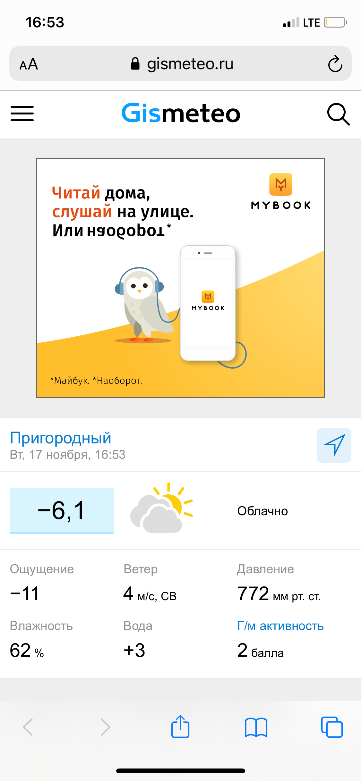 16:53
LTE
AA
gismeteo.ru
Gismeteo
Читай дома,
слушай на улице.
Или наоборот*
MYBOOK
MYBOOK
*Майбук. *Наоборот.
Пригородный
Вт, 17 ноября, 16:53
−6,1
Облачно
Ощущение
Ветер
Давление
−11
4 м/с, СВ
772 мм рт. ст.
Влажность
Вода
Г/м активность
62 %
+3
2 балла